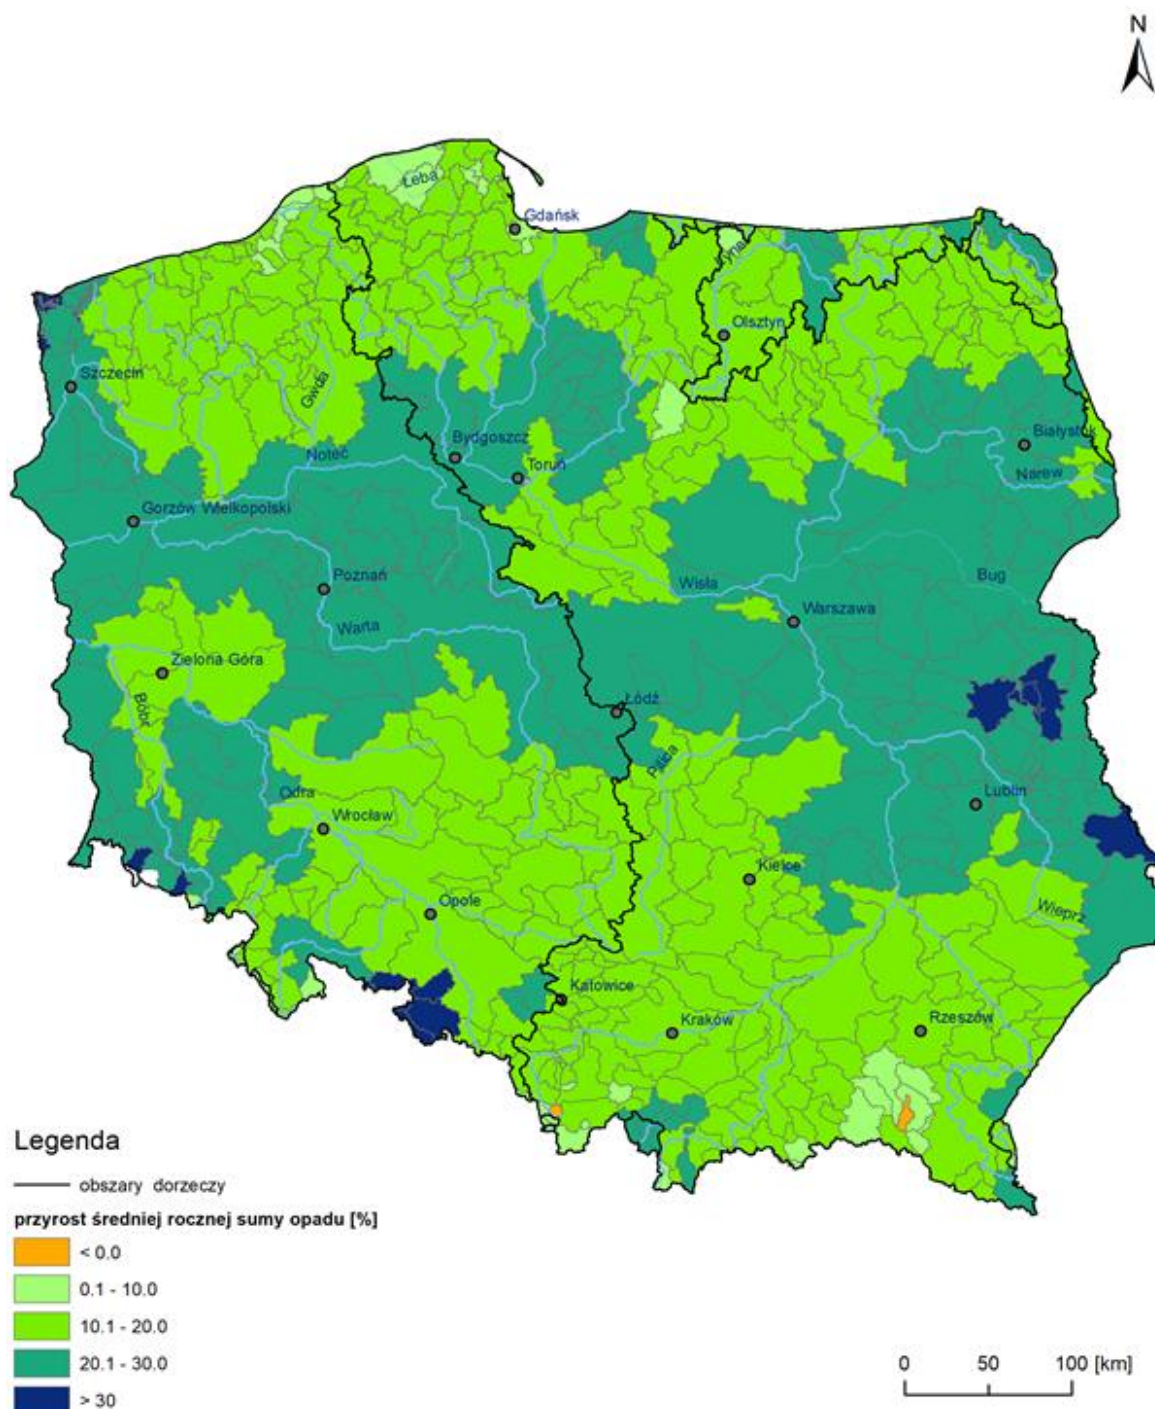 N
Łeba
Gdańsk
Łyna
Olsztyn
Szczecin
Gwda
Bydgoszcz
Białystok
Noteć
Toruń
Narew
Gorzów Wielkopolski
Poznań
Wisła
Bug
Warszawa
Warta
Zielona Góra
Bóbr
Łódź
Pilica
Odra
Lublin
Wrocław
Kielce
Opole
Wieprz
Katowice
Kraków
Rzeszów
Legenda
obszary dorzeczy
przyrost średniej rocznej sumy opadu [%]
< 0.0
0.1 - 10.0
10.1 - 20.0
20.1 - 30.0
> 30
0 50 100 [km]